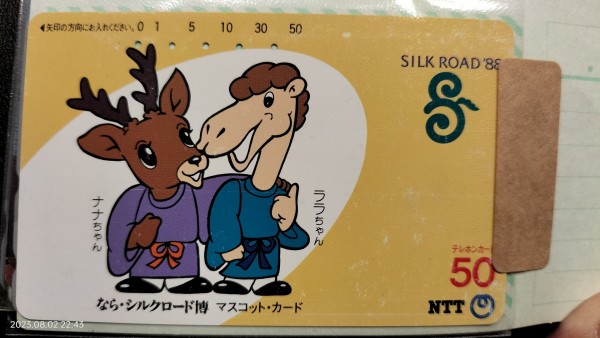 ◀矢印の方向にお入れください。 0 1 5 10 30 50
SILK ROAD '88
ナナちゃん
ララちゃん
テレホンカード
50
なら・シルクロード博 マスコット・カード
NTT
2023.08.02 22:43